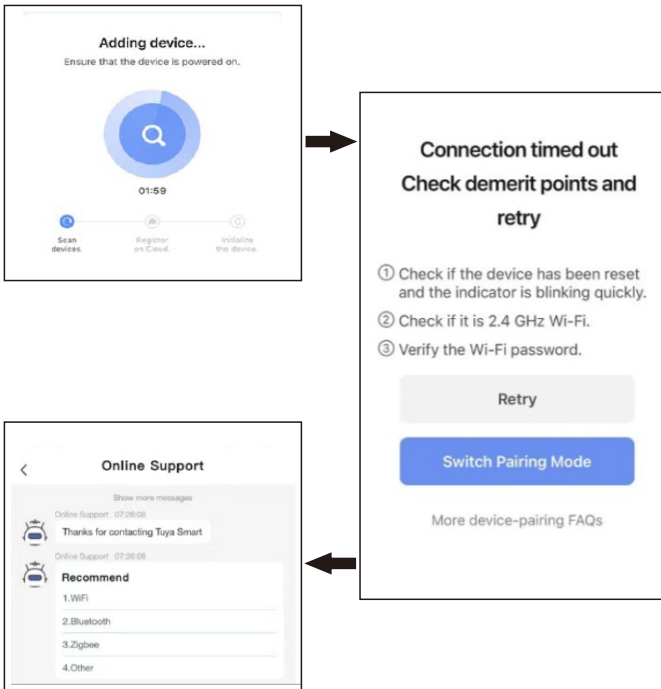 Adding device...
Ensure that the device is powered on.
01:59
Scan
devices.
Register
on Cloud.
Initialize
the device.
Connection timed out
Check demerit points and
retry
① Check if the device has been reset
and the indicator is blinking quickly.
② Check if it is 2.4 GHz Wi-Fi.
③ Verify the Wi-Fi password.
Retry
Switch Pairing Mode
More device-pairing FAQs
Online Support
Show more messages
Online Support 07:26:08
Thanks for contacting Tuya Smart
Online Support 07:26:08
Recommend
1.WiFi
2.Bluetooth
3.Zigbee
4.Other